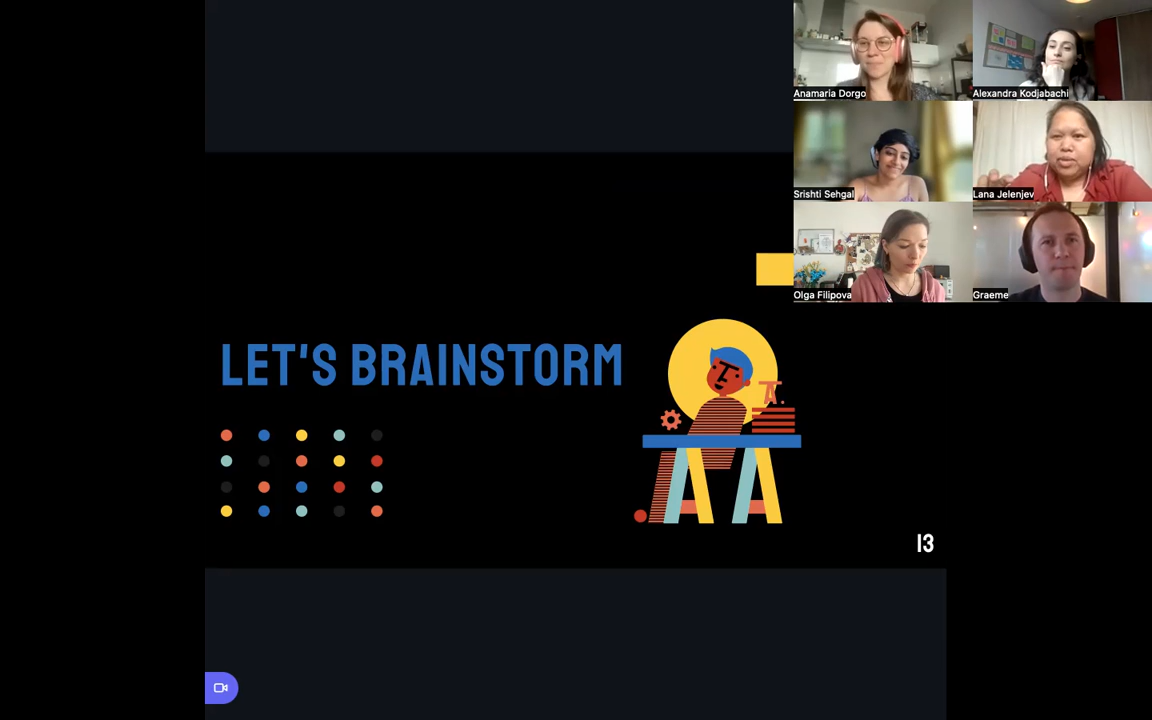 Anamaria Dorgo
Alexandra Kodjabachi
Srishti Sehgal
Lana Jelenjev
Olga Filipova
Graeme
LET'S BRAINSTORM
13